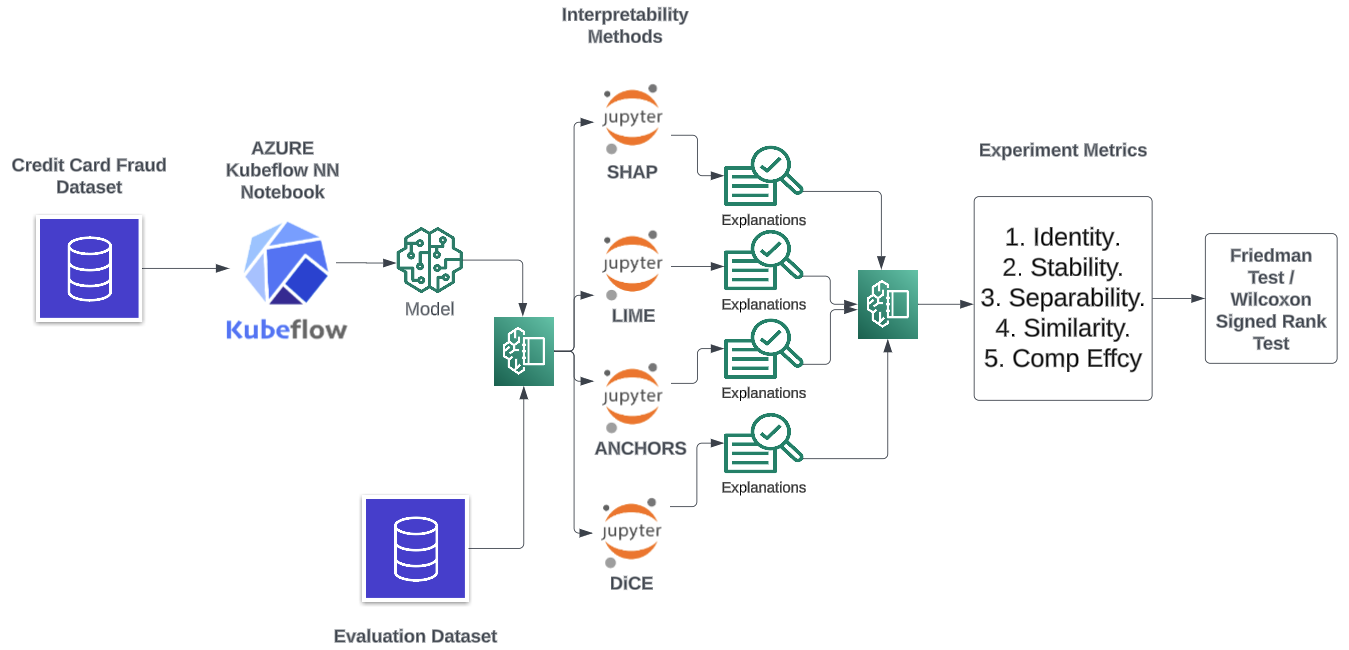 Interpretability
Methods
Credit Card Fraud
Dataset
AZURE
Kubeflow NN
Notebook
Kubeflow
Model
Evaluation Dataset
jupyter
SHAP
jupyter
LIME
jupyter
ANCHORS
jupyter
DiCE
Explanations
Explanations
Explanations
Explanations
Experiment Metrics
1. Identity.
2. Stability.
3. Separability.
4. Similarity.
5. Comp Effcy
Friedman
Test /
Wilcoxon
Signed Rank
Test